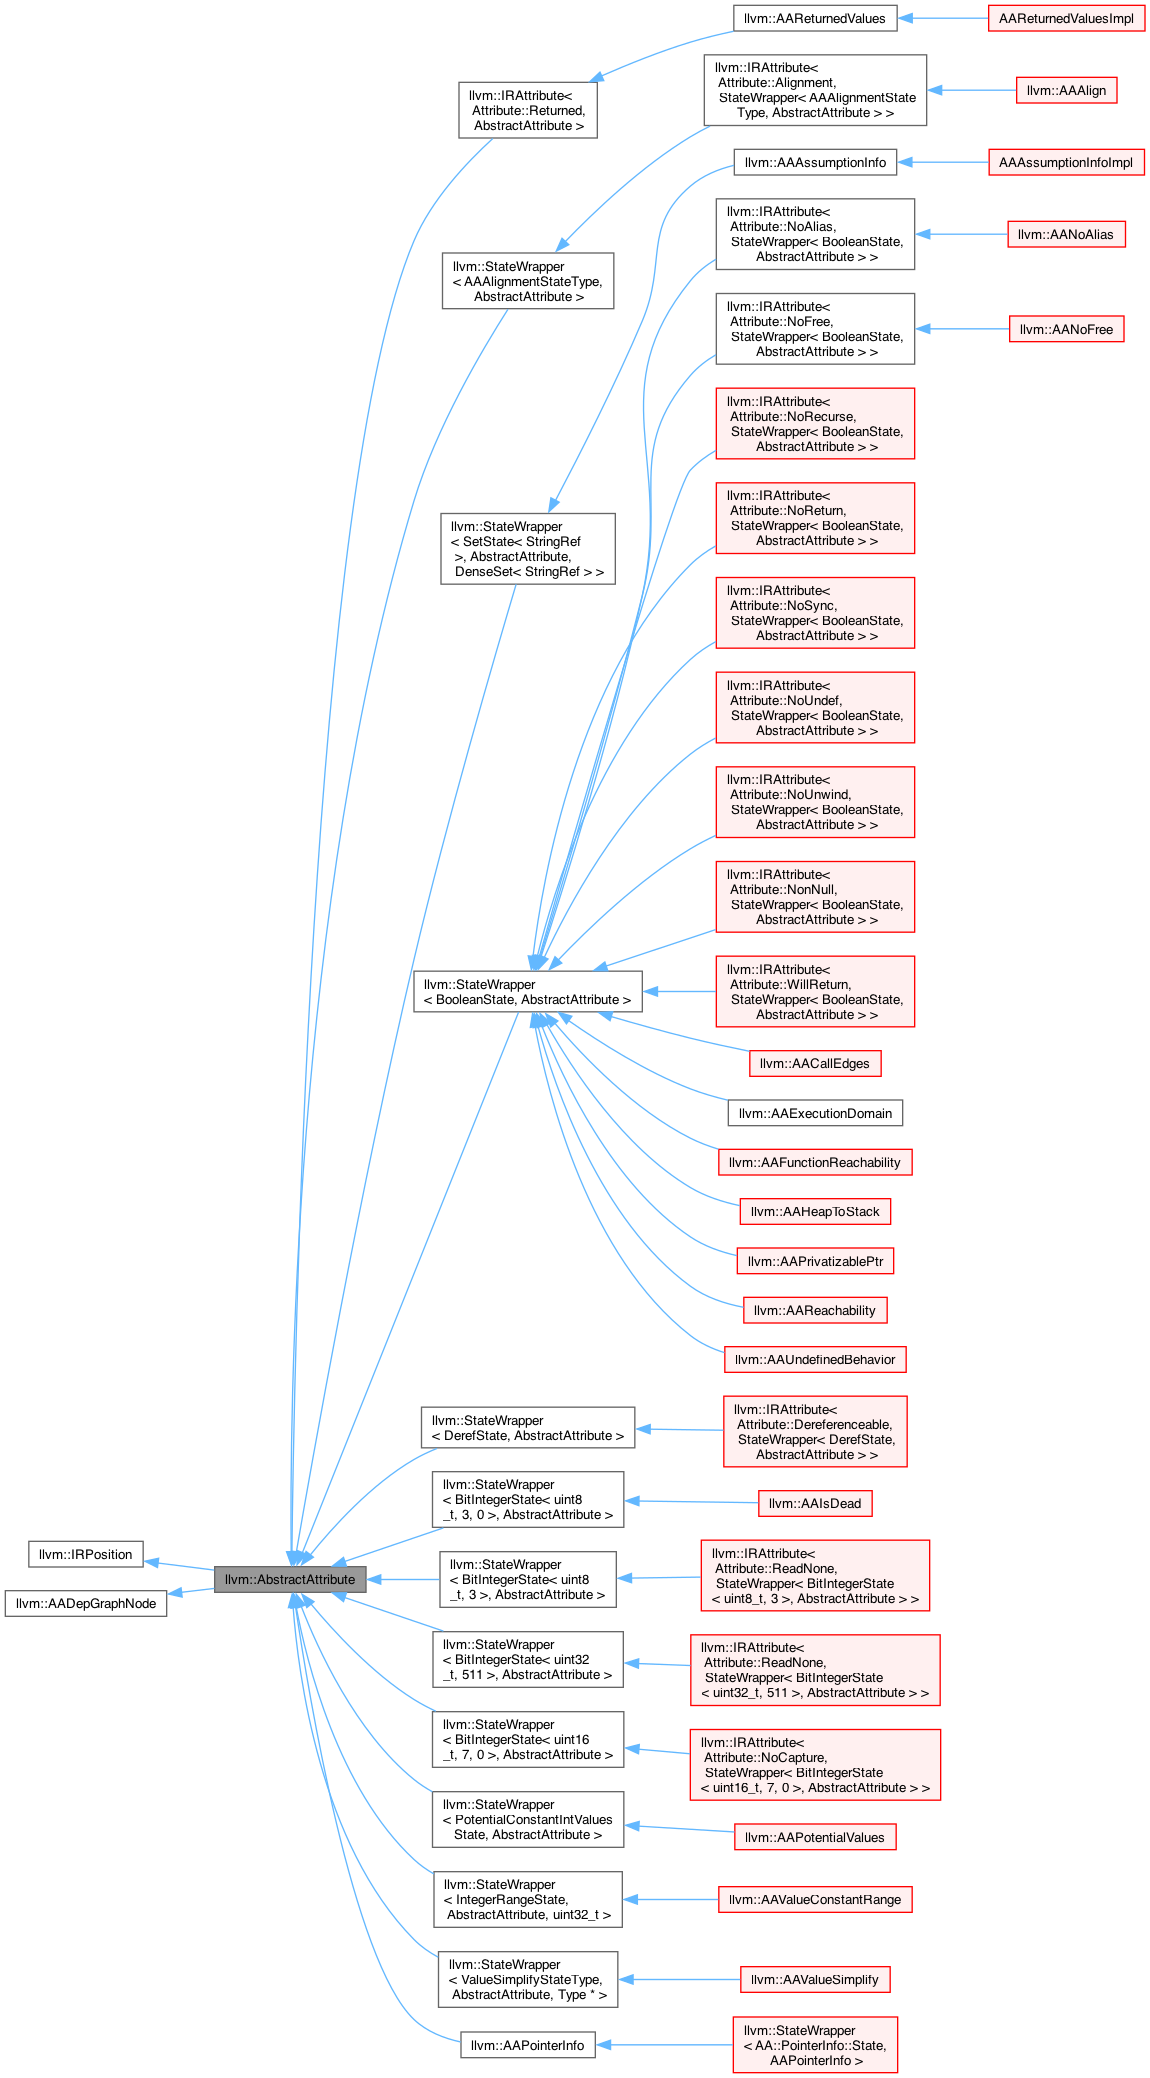 llvm::AAReturnedValues
AAReturnedValuesImpl
llvm::IRAttribute<
Attribute::Returned,
AbstractAttribute >
llvm::IRAttribute<
Attribute::Alignment,
StateWrapper< AAAlignmentState
Type, AbstractAttribute > >
llvm::AAAlign
llvm::AAAssumptionInfo
AAAssumptionInfoImpl
llvm::IRAttribute<
Attribute::NoAlias,
StateWrapper< BooleanState,
AbstractAttribute > >
llvm::AANoAlias
llvm::StateWrapper
< AAAlignmentStateType,
AbstractAttribute >
llvm::IRAttribute<
Attribute::NoFree,
StateWrapper< BooleanState,
AbstractAttribute > >
llvm::AANoFree
llvm::IRAttribute<
Attribute::NoRecurse,
StateWrapper< BooleanState,
AbstractAttribute > >
llvm::IRAttribute<
Attribute::NoReturn,
StateWrapper< BooleanState,
AbstractAttribute > >
llvm::StateWrapper
< SetState< StringRef
>, AbstractAttribute,
DenseSet< StringRef > >
llvm::IRAttribute<
Attribute::NoSync,
StateWrapper< BooleanState,
AbstractAttribute > >
llvm::IRAttribute<
Attribute::NoUndef,
StateWrapper< BooleanState,
AbstractAttribute > >
llvm::IRAttribute<
Attribute::NoUnwind,
StateWrapper< BooleanState,
AbstractAttribute > >
llvm::IRAttribute<
Attribute::NonNull,
StateWrapper< BooleanState,
AbstractAttribute > >
llvm::StateWrapper
< BooleanState, AbstractAttribute >
llvm::IRAttribute<
Attribute::WillReturn,
StateWrapper< BooleanState,
AbstractAttribute > >
llvm::AACallEdges
llvm::AAExecutionDomain
llvm::AAFunctionReachability
llvm::AAHeapToStack
llvm::AAPrivatizablePtr
llvm::AAReachability
llvm::AAUndefinedBehavior
llvm::StateWrapper
< DerefState, AbstractAttribute >
llvm::IRAttribute<
Attribute::Dereferenceable,
StateWrapper< DerefState,
AbstractAttribute > >
llvm::StateWrapper
< BitIntegerState< uint8
_t, 3, 0 >, AbstractAttribute >
llvm::AAIsDead
llvm::IRPosition
llvm::AADepGraphNode
llvm::AbstractAttribute
llvm::StateWrapper
< BitIntegerState< uint8
_t, 3 >, AbstractAttribute >
llvm::IRAttribute<
Attribute::ReadNone,
StateWrapper< BitIntegerState
< uint8_t, 3 >, AbstractAttribute > >
llvm::StateWrapper
< BitIntegerState< uint32
_t, 511 >, AbstractAttribute >
llvm::IRAttribute<
Attribute::ReadNone,
StateWrapper< BitIntegerState
< uint32_t, 511 >, AbstractAttribute > >
llvm::StateWrapper
< BitIntegerState< uint16
_t, 7, 0 >, AbstractAttribute >
llvm::IRAttribute<
Attribute::NoCapture,
StateWrapper< BitIntegerState
< uint16_t, 7, 0 >, AbstractAttribute > >
llvm::StateWrapper
< PotentialConstantIntValues
State, AbstractAttribute >
llvm::AAPotentialValues
llvm::StateWrapper
< IntegerRangeState,
AbstractAttribute, uint32_t >
llvm::AAValueConstantRange
llvm::StateWrapper
< ValueSimplifyStateType,
AbstractAttribute, Type * >
llvm::AAValueSimplify
llvm::AAPointerInfo
llvm::StateWrapper
< AA::PointerInfo::State,
AAPointerInfo >